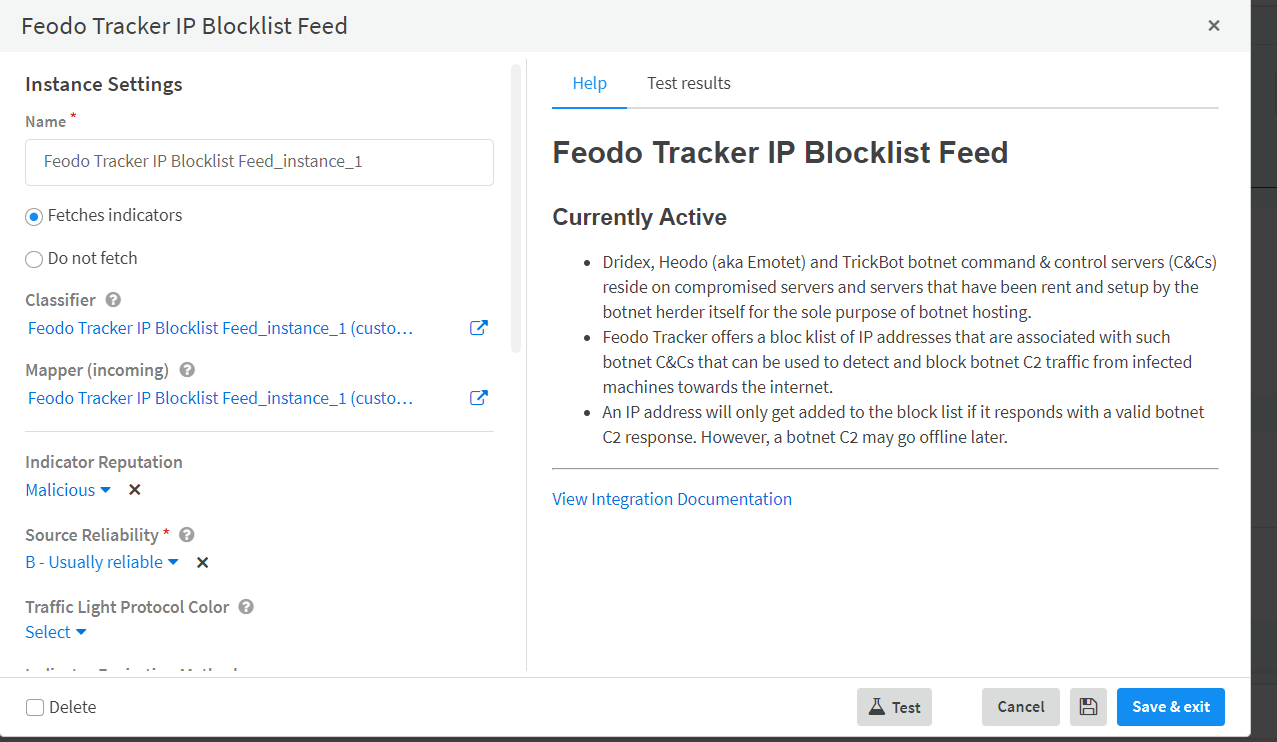 Feodo Tracker IP Blocklist Feed
×
Instance Settings
Name *
Feodo Tracker IP Blocklist Feed_instance_1
Fetches indicators
Do not fetch
Classifier ?
Feodo Tracker IP Blocklist Feed_instance_1 (custo…
Mapper (incoming) ?
Feodo Tracker IP Blocklist Feed_instance_1 (custo…
Indicator Reputation
Malicious
Source Reliability * ?
B - Usually reliable
Traffic Light Protocol Color ?
Select
Help
Test results
Feodo Tracker IP Blocklist Feed
Currently Active
• Dridex, Heodo (aka Emotet) and TrickBot botnet command & control servers (C&Cs)
reside on compromised servers and servers that have been rent and setup by the
botnet herder itself for the sole purpose of botnet hosting.
• Feodo Tracker offers a bloc klist of IP addresses that are associated with such
botnet C&Cs that can be used to detect and block botnet C2 traffic from infected
machines towards the internet.
• An IP address will only get added to the block list if it responds with a valid botnet
C2 response. However, a botnet C2 may go offline later.
View Integration Documentation
Delete
Test
Cancel
Save & exit